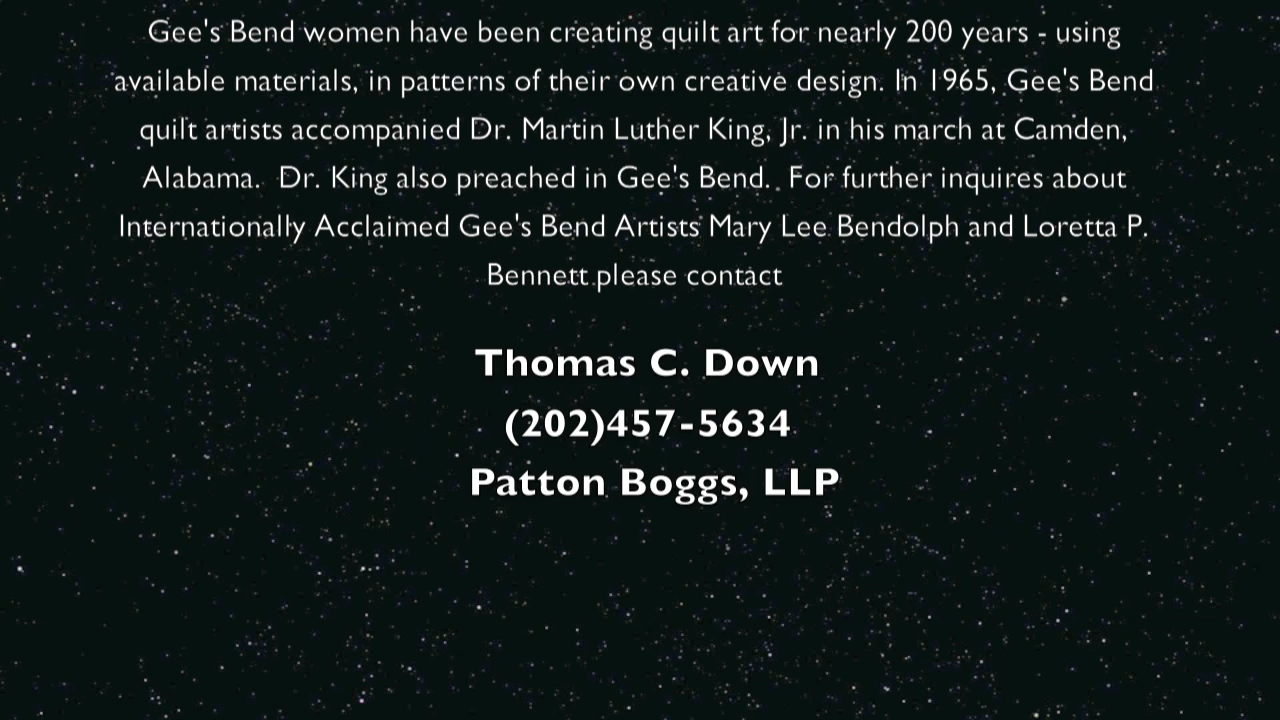 Gee's Bend women have been creating quilt art for nearly 200 years - using
available materials, in patterns of their own creative design. In 1965, Gee's Bend
quilt artists accompanied Dr. Martin Luther King, Jr. in his march at Camden,
Alabama. Dr. King also preached in Gee's Bend. For further inquires about
Internationally Acclaimed Gee's Bend Artists Mary Lee Bendolph and Loretta P.
Bennett please contact
Thomas C. Down
(202)457-5634
Patton Boggs, LLP